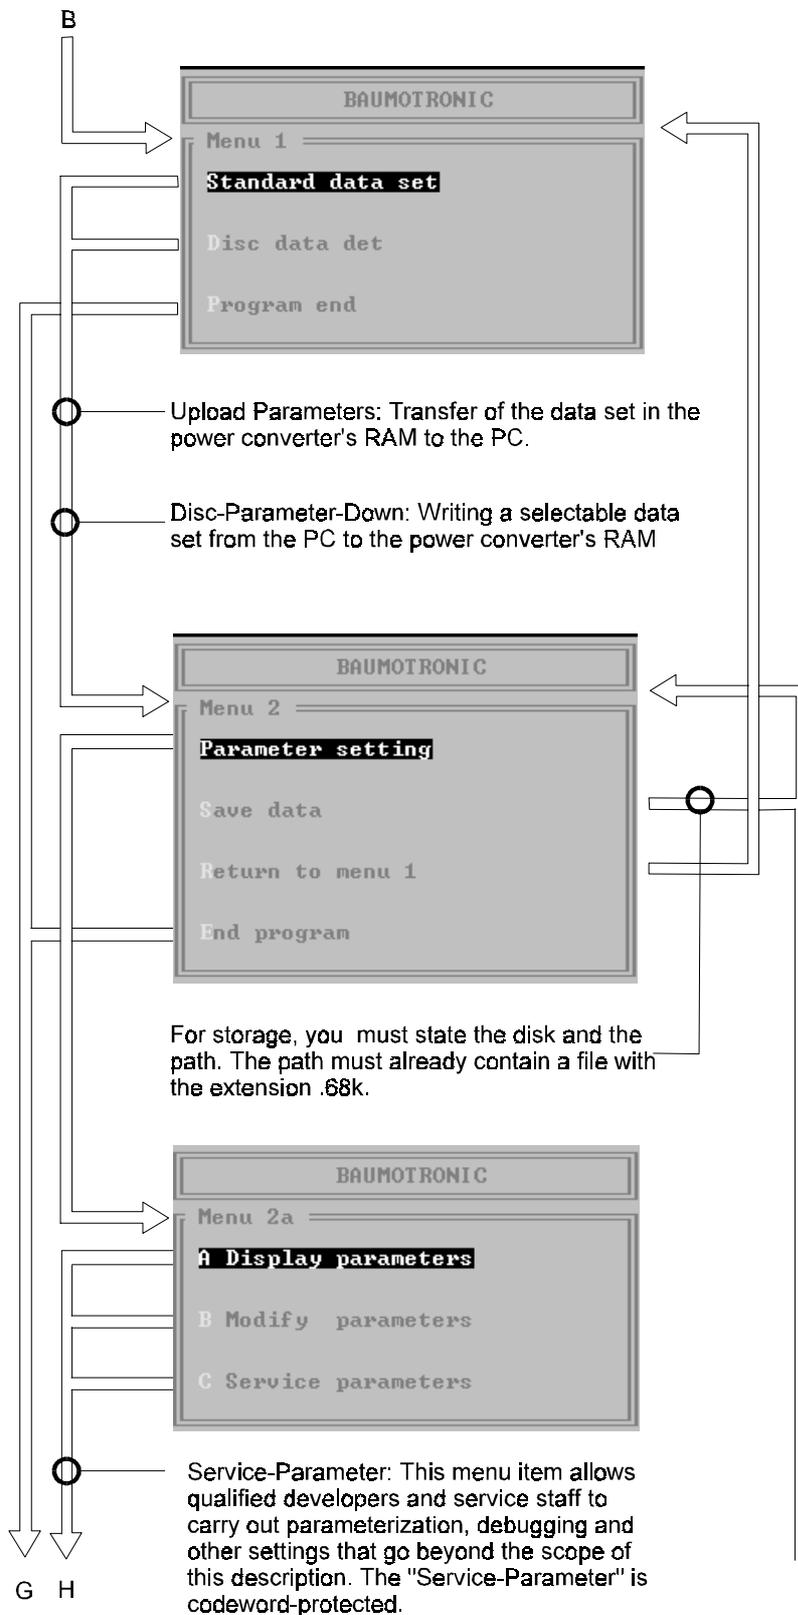 B
BAUMOTRONIC
Menu 1
Standard data set
Disc data det
Program end
Upload Parameters: Transfer of the data set in the
power converter's RAM to the PC.
Disc-Parameter-Down: Writing a selectable data
set from the PC to the power converter's RAM
BAUMOTRONIC
Menu 2
Parameter setting
Save data
Return to menu 1
End program
For storage, you must state the disk and the
path. The path must already contain a file with
the extension .68k.
BAUMOTRONIC
Menu 2a
A Display parameters
B Modify parameters
C Service parameters
Service-Parameter: This menu item allows
qualified developers and service staff to
carry out parameterization, debugging and
other settings that go beyond the scope of
this description. The "Service-Parameter" is
codeword-protected.
G H